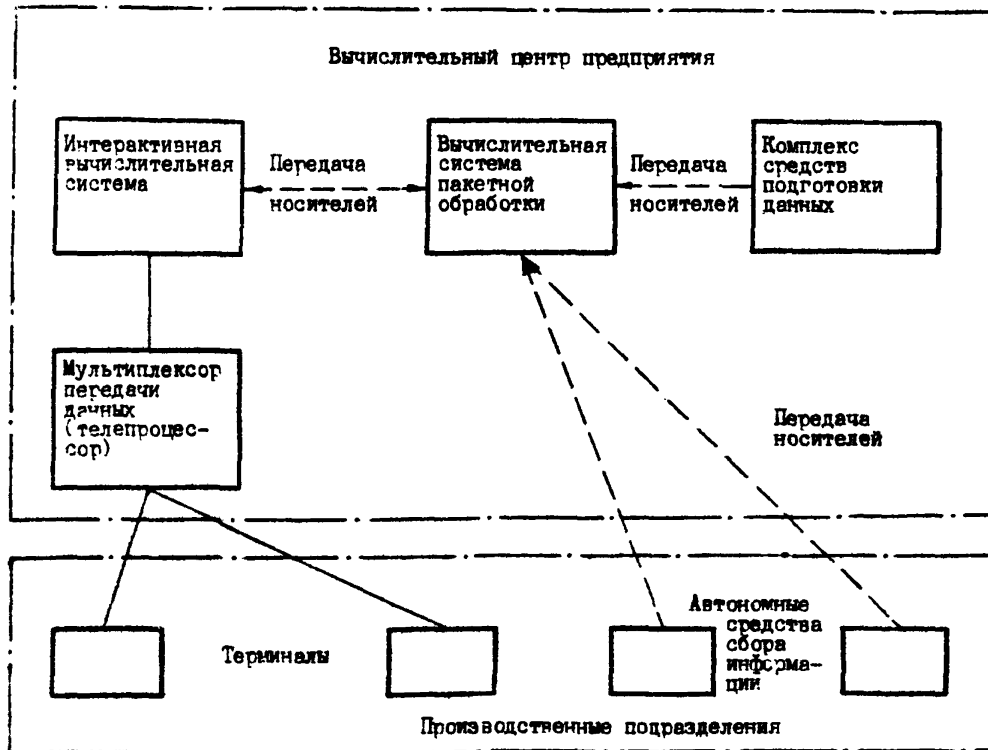 Вычислительный центр предприятия
Интерактивная
вычислительная
система
Передача
носителей
Вычислительная
система
пакетной
обработки
Передача
носителей
Комплекс
средств
подготовки
данных
Мультиплексор
передачи
данных
(телепроцес-
сор)
Передача
носителей
Терминалы
Автономные
средства
сбора
информа-
ции
Производственные подразделения